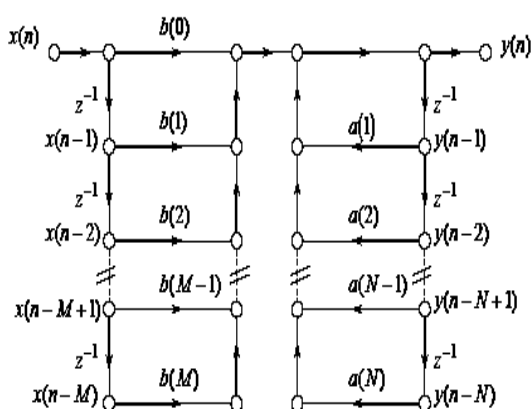 x(n) b(0) y(n)
z⁻¹ z⁻¹
x(n−1) b(1) a(1) y(n−1)
z⁻¹ z⁻¹
x(n−2) b(2) a(2) y(n−2)
x(n−M+1) b(M−1) a(N−1) y(n−N+1)
z⁻¹ z⁻¹
x(n−M) b(M) a(N) y(n−N)